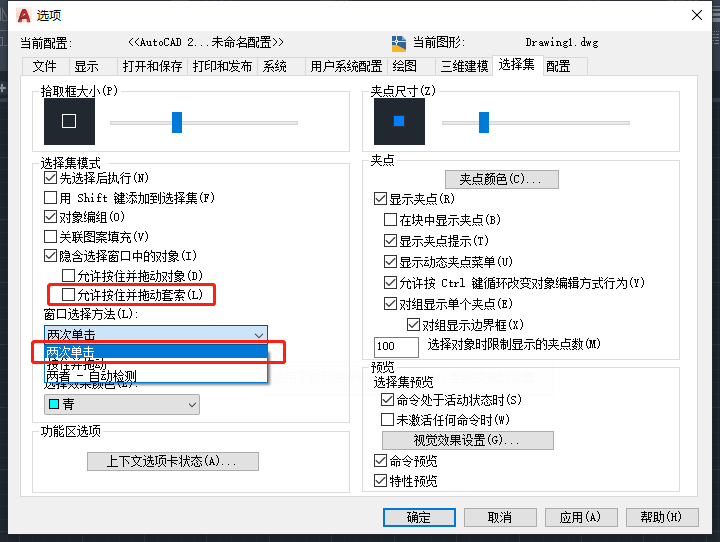 选项
当前配置: <<AutoCAD 2...未命名配置>> 当前图形: Drawing1.dwg
文件 显示 打开和保存 打印和发布 系统 用户系统配置 绘图 三维建模 选择集 配置
拾取框大小(P)
选择集模式
先选择后执行(N)
用 Shift 键添加到选择集(F)
对象编组(O)
关联图案填充(V)
隐含选择窗口中的对象(I)
允许按住并拖动对象(D)
允许按住并拖动套索(L)
窗口选择方法(L):
两次单击
两次单击
按住并拖动
两者 - 自动检测
选择效果颜色(E):
青
功能区选项
上下文选项卡状态(A)...
夹点尺寸(Z)
夹点
夹点颜色(C)...
显示夹点(R)
在块中显示夹点(B)
显示夹点提示(T)
显示动态夹点菜单(U)
允许按 Ctrl 键循环改变对象编辑方式行为(Y)
对组显示单个夹点(E)
对组显示边界框(X)
100 选择对象时限制显示的夹点数(M)
预览
选择集预览
命令处于活动状态时(S)
未激活任何命令时(W)
视觉效果设置(G)...
命令预览
特性预览
确定 取消 应用(A) 帮助(H)